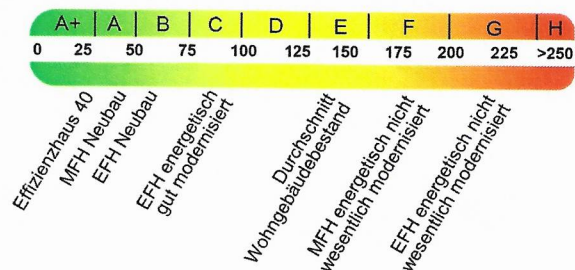 A+ A B C D E F G H
0 25 50 75 100 125 150 175 200 225 >250
Effizienzhaus 40
MFH Neubau
EFH Neubau
EFH energetisch
gut modernisiert
Durchschnitt
Wohngebäudebestand
MFH energetisch nicht
wesentlich modernisiert
EFH energetisch nicht
wesentlich modernisiert